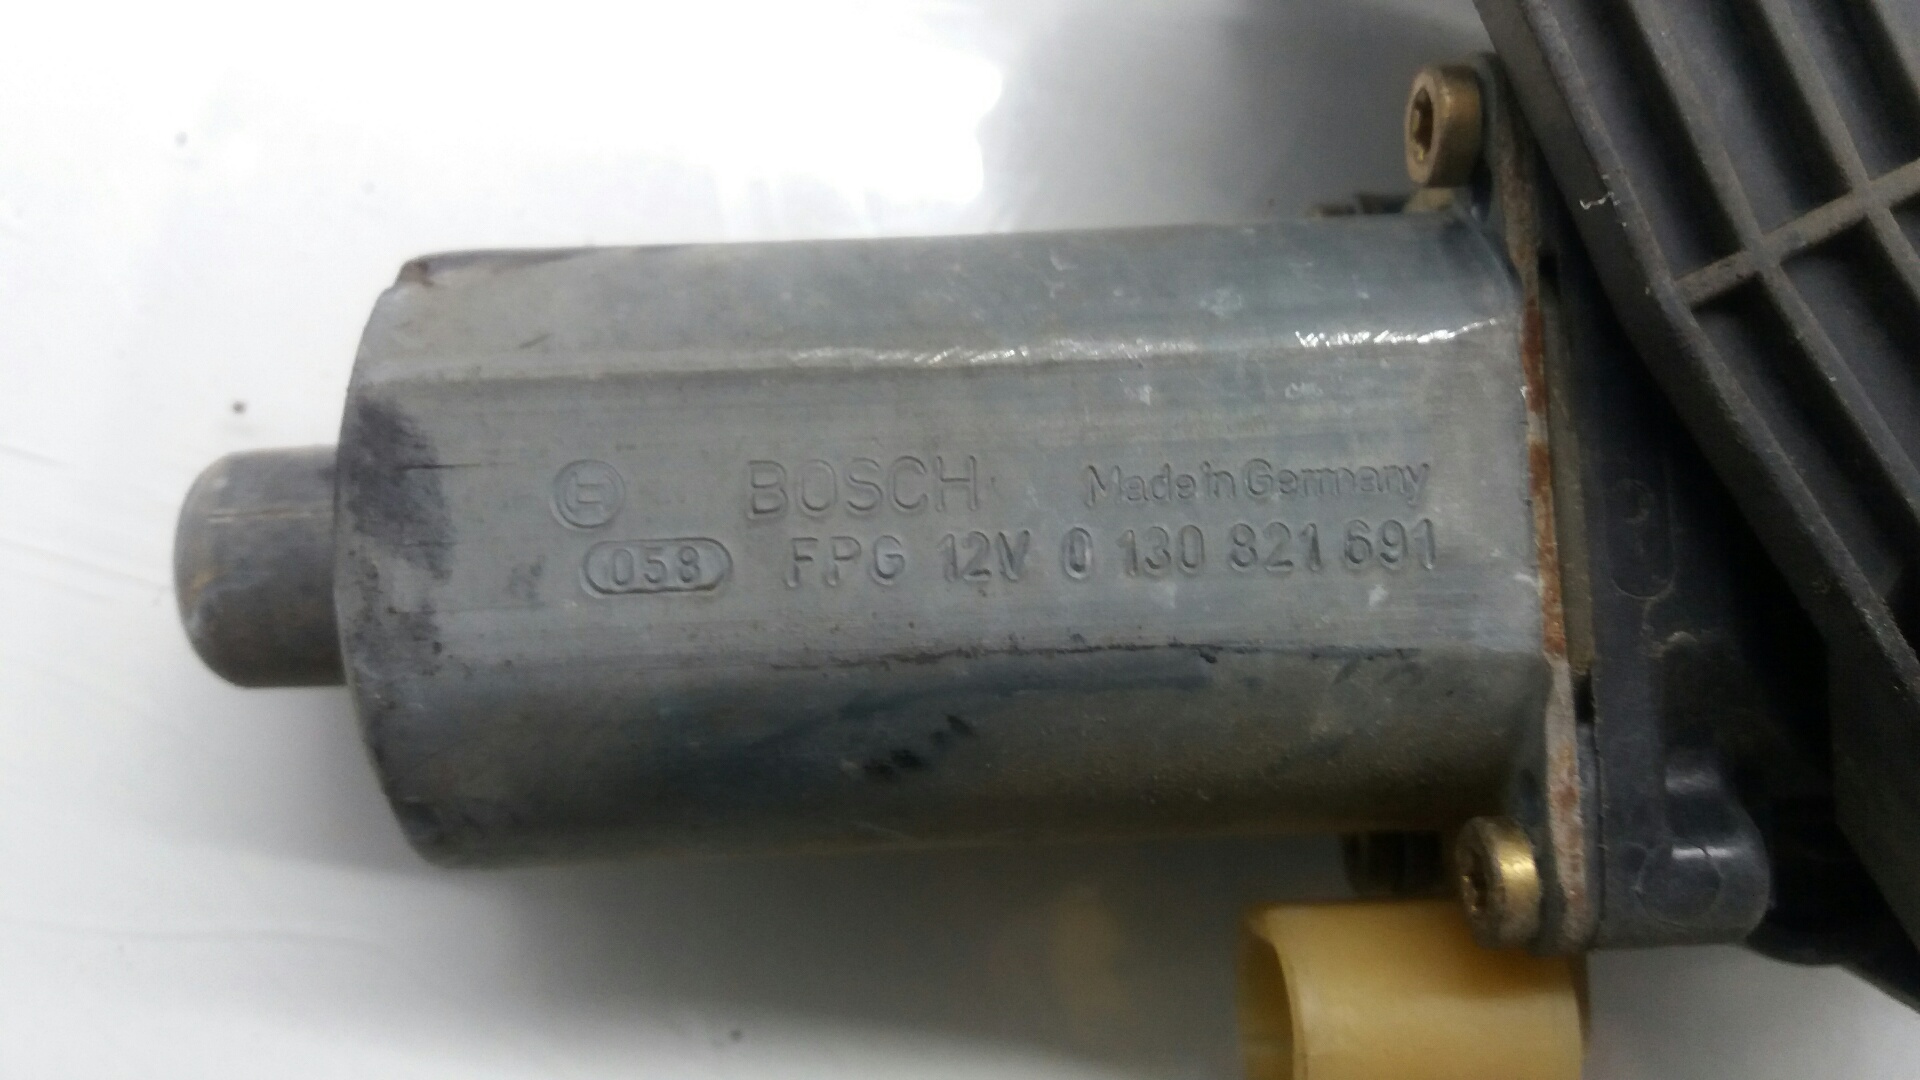 BOSCH Made in Germany
058 FPG 12V 0 130 821 691